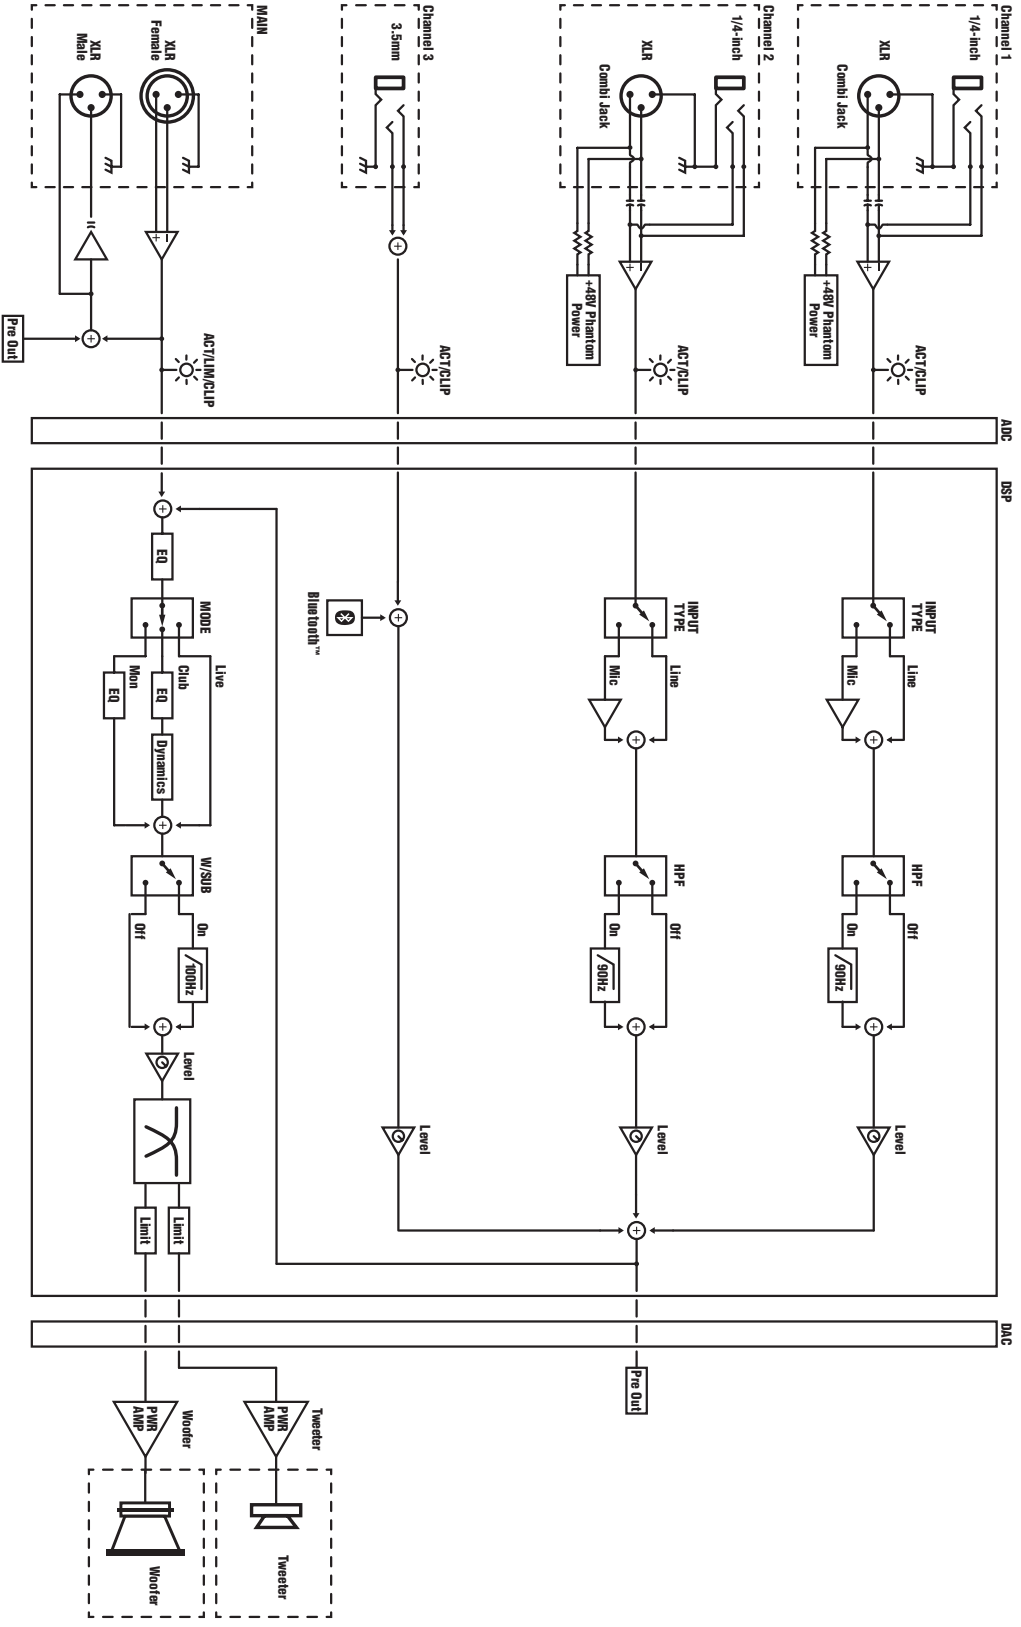 Channel 1
1/4-inch
XLR
Combi Jack
+48V Phantom
Power
ACT/CLIP
ADC
DSP
INPUT
TYPE
Line
Mic
HPF
Off
On
90Hz
Level
DAC
Channel 2
1/4-inch
XLR
Combi Jack
+48V Phantom
Power
ACT/CLIP
INPUT
TYPE
Line
Mic
HPF
Off
On
90Hz
Level
Pre Out
Channel 3
3.5mm
ACT/CLIP
Bluetooth™
Level
MAIN
XLR
Female
XLR
Male
ACT/LIM/CLIP
Pre Out
EQ
MODE
Live
Club
EQ
Dynamics
Mon
EQ
W/SUB
On
100Hz
Off
Level
Limit
Limit
Tweeter
PWR
AMP
Tweeter
Woofer
PWR
AMP
Woofer